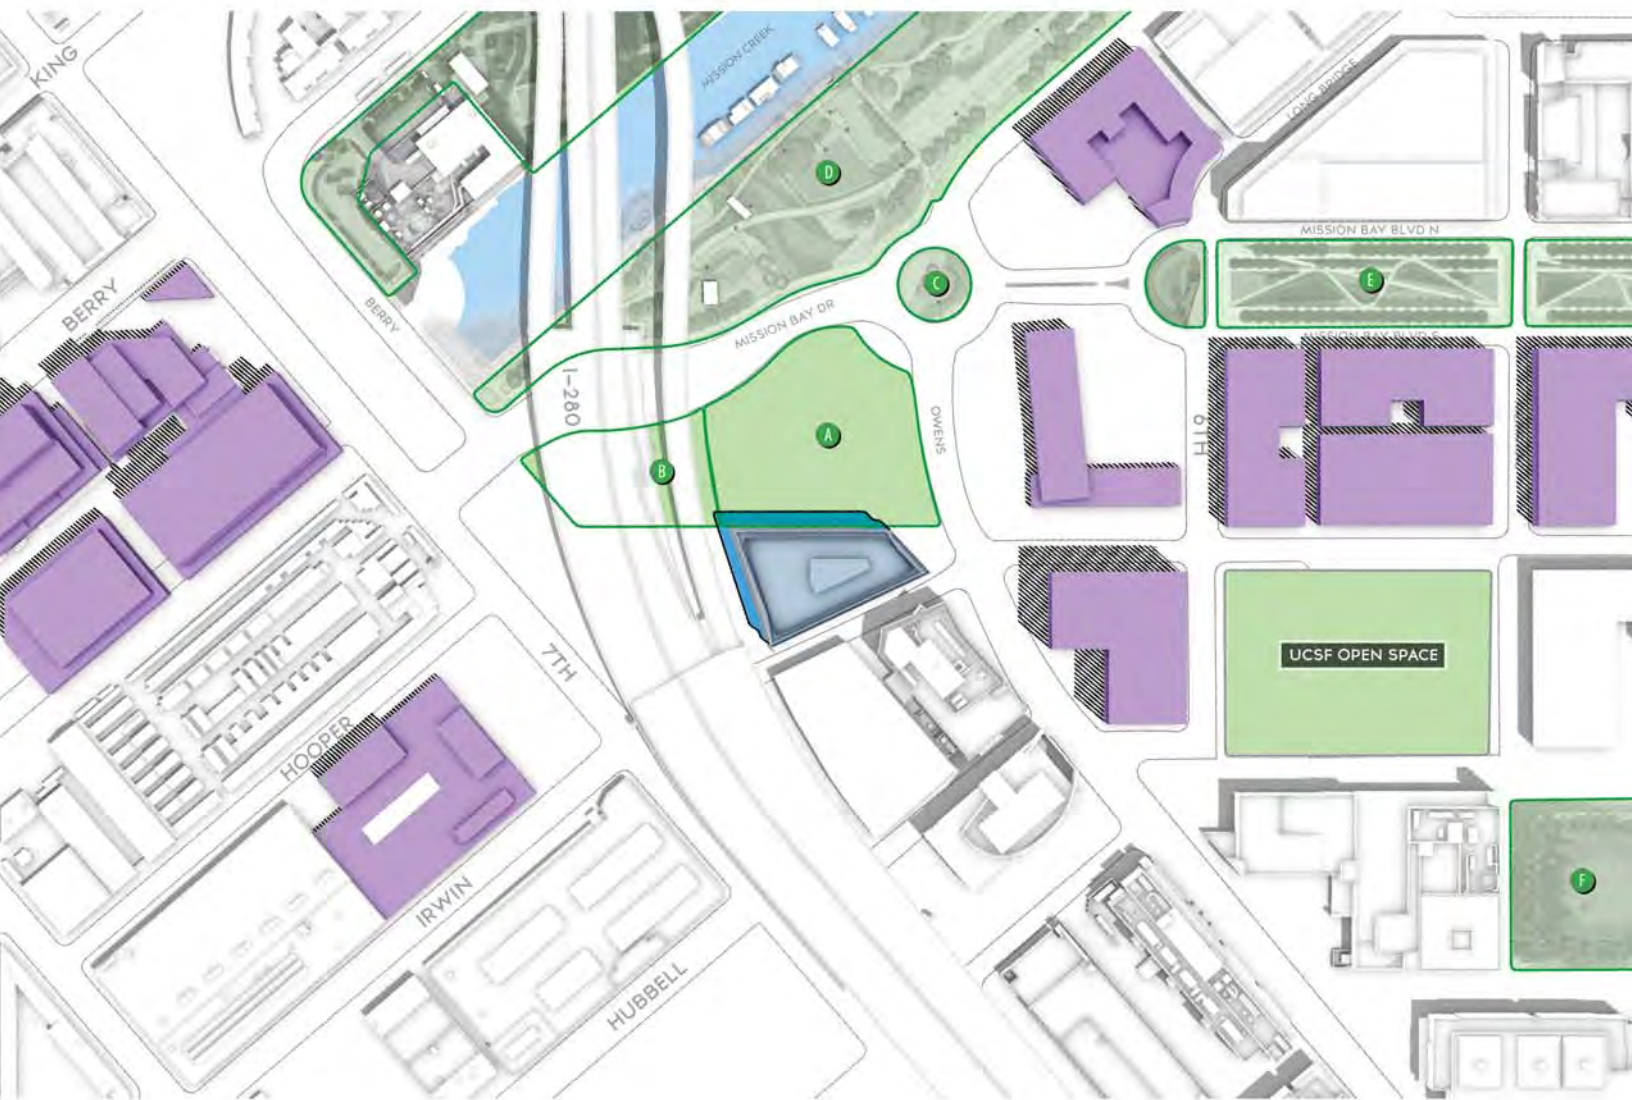 KING
MISSION CREEK
LONG BRIDGE
D
MISSION BAY BLVD N
C
E
BERRY
BERRY
MISSION BAY DR
MISSION BAY BLVD S
I-280
A
OWENS
6TH
B
UCSF OPEN SPACE
7TH
HOOPER
IRWIN
F
HUBBELL